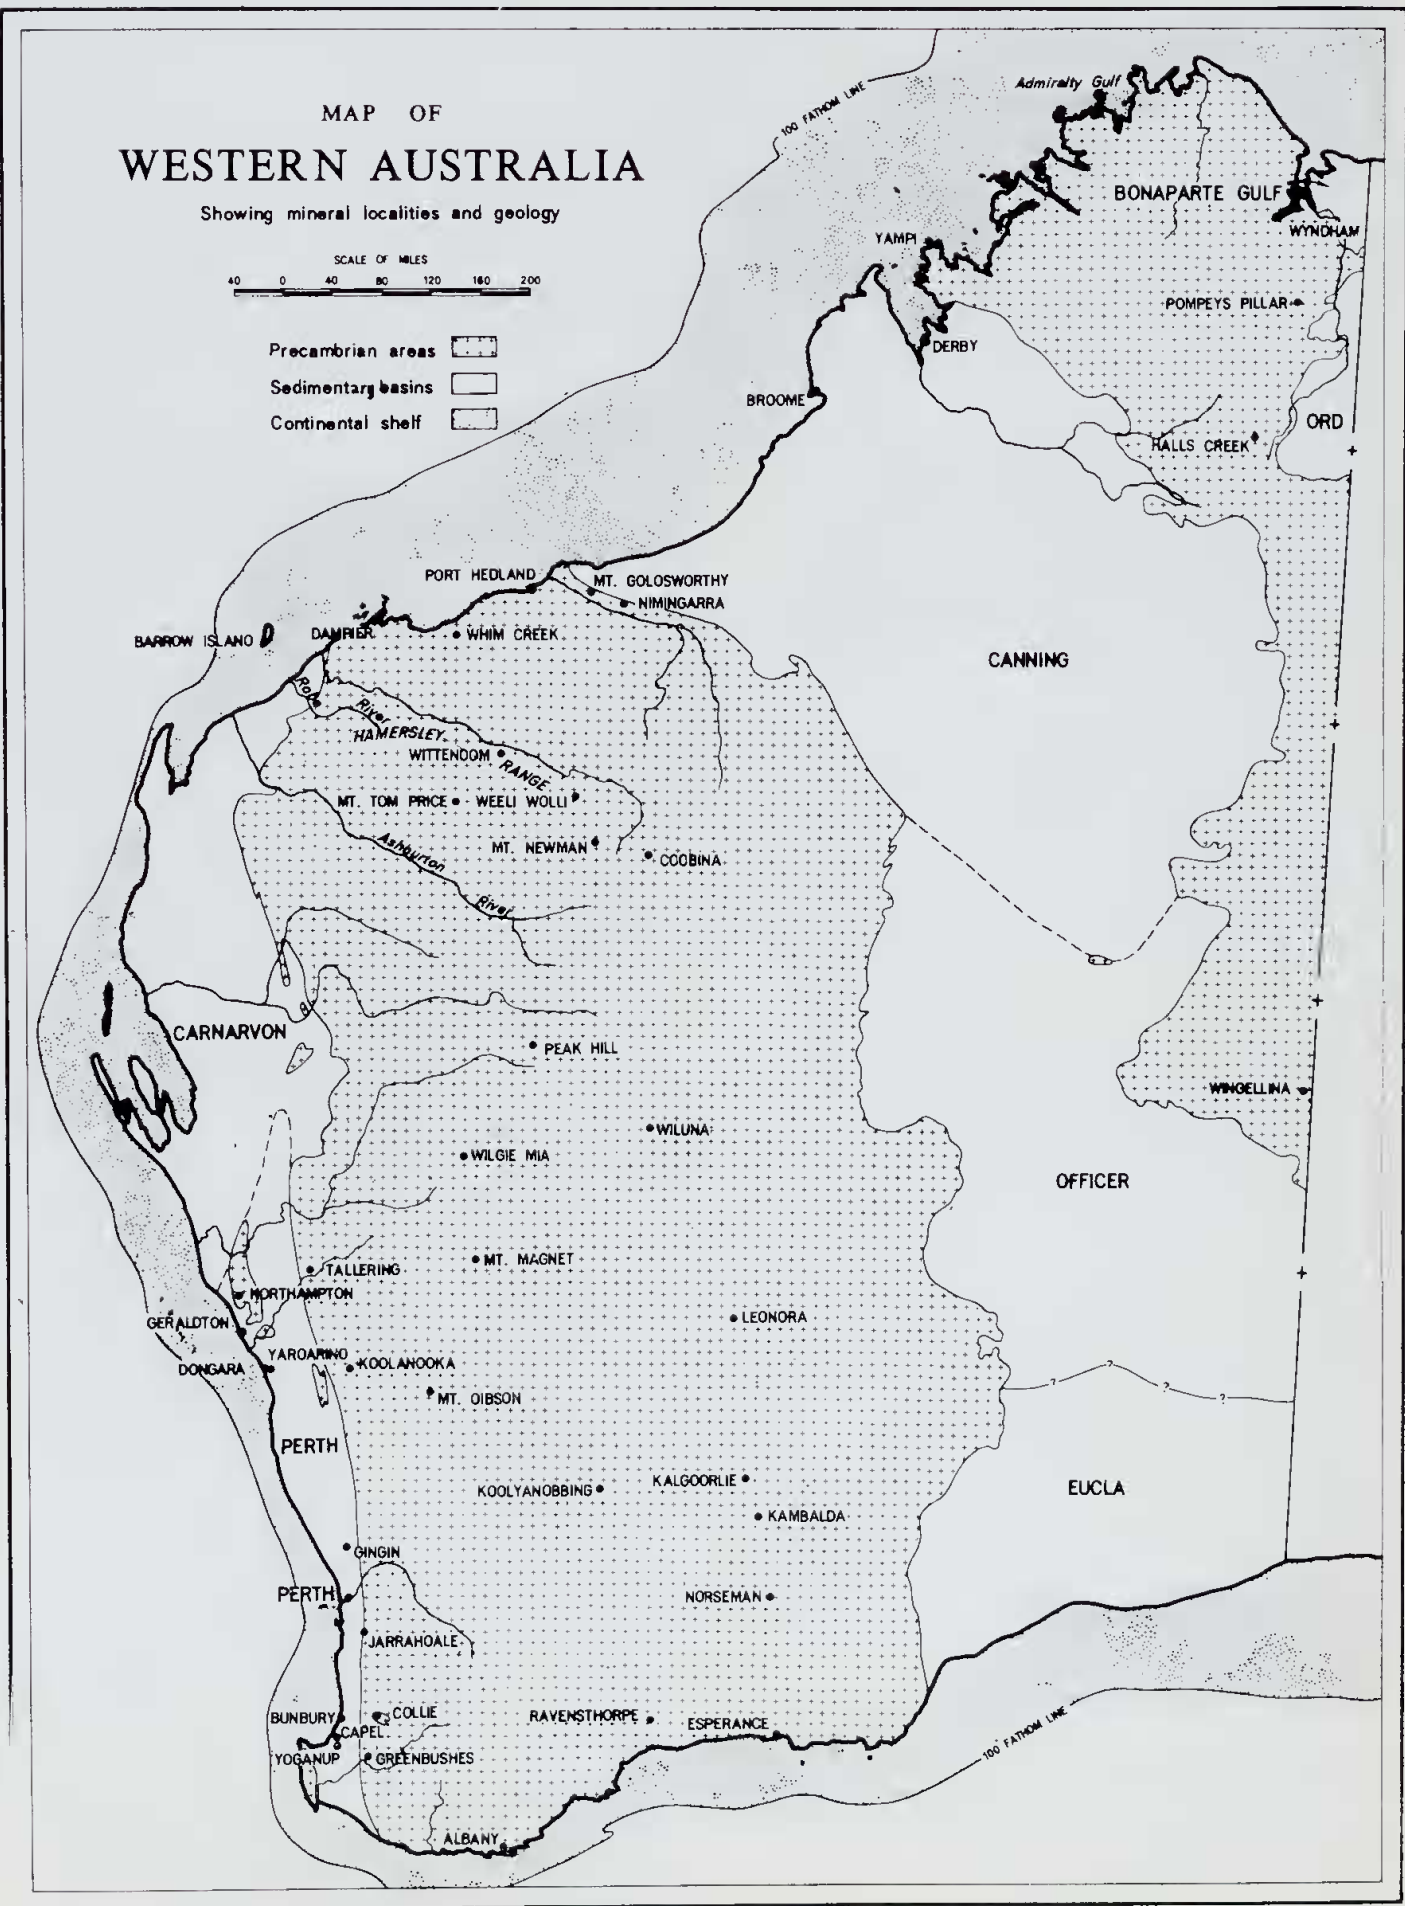 MAP OF
WESTERN AUSTRALIA
Showing mineral localities and geology
SCALE OF MILES
40 0 40 80 120 160 200
Precambrian areas
Sedimentary basins
Continental shelf
100 FATHOM LINE
Admiralty Gulf
BONAPARTE GULF
WYNDHAM
YAMPI
POMPEYS PILLAR
DERBY
BROOME
ORD
HALLS CREEK
PORT HEDLAND
MT. GOLOSWORTHY
NIMINGARRA
BARROW ISLANO
DAMPIER
WHIM CREEK
CANNING
Robe
River
HAMERSLEY
WITTENOOM
RANGE
MT. TOM PRICE
WEELI WOLLI
MT. NEWMAN
COOBINA
Ashburton
River
CARNARVON
PEAK HILL
WINGELLINA
WILUNA
WILGIE MIA
OFFICER
MT. MAGNET
TALLERING
NORTHAMPTON
LEONORA
GERALDTON
YAROARINO
DONGARA
KOOLANOOKA
? ? ? ?
MT. OIBSON
PERTH
KALGOORLIE
KOOLYANOBBING
EUCLA
KAMBALDA
GINGIN
PERTH
NORSEMAN
JARRAHOALE
BUNBURY
COLLIE
RAVENSTHORPE
ESPERANCE
CAPEL
YOGANUP
GREENBUSHES
100 FATHOM LINE
ALBANY